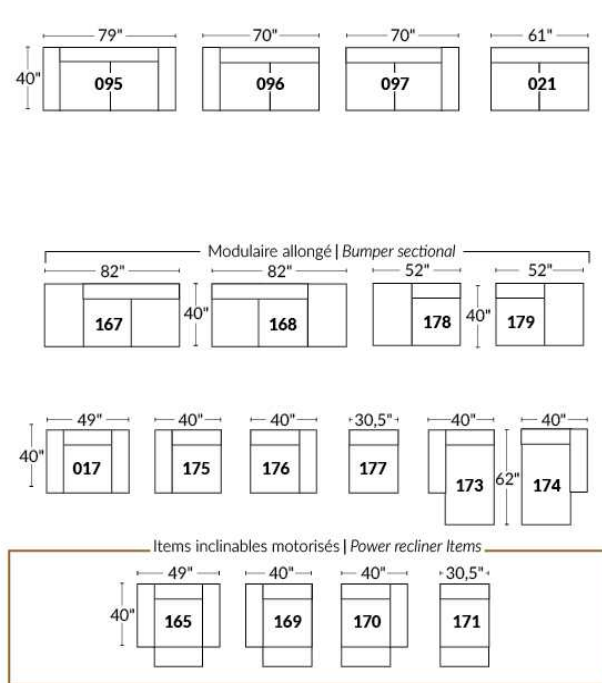 79" 70" 70" 61"
40" 095 096 097 021
Modulaire allongé | Bumper sectional
82" 82" 52" 52"
167 40" 168 178 40" 179
49" 40" 40" 30,5" 40" 40"
40" 017 175 176 177 173 62" 174
Items inclinables motorisés | Power recliner Items
49" 40" 40" 30,5"
40" 165 169 170 171